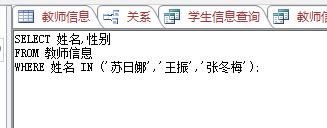 教师信息 关系 学生信息查询 教师信
SELECT 姓名,性别
FROM 教师信息
WHERE 姓名 IN ('苏日娜','王振','张冬梅');